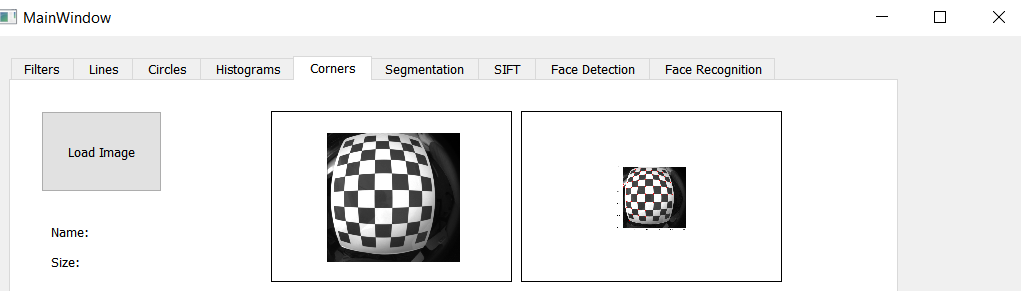 MainWindow
Filters Lines Circles Histograms Corners Segmentation SIFT Face Detection Face Recognition
Load Image
Name:
Size: